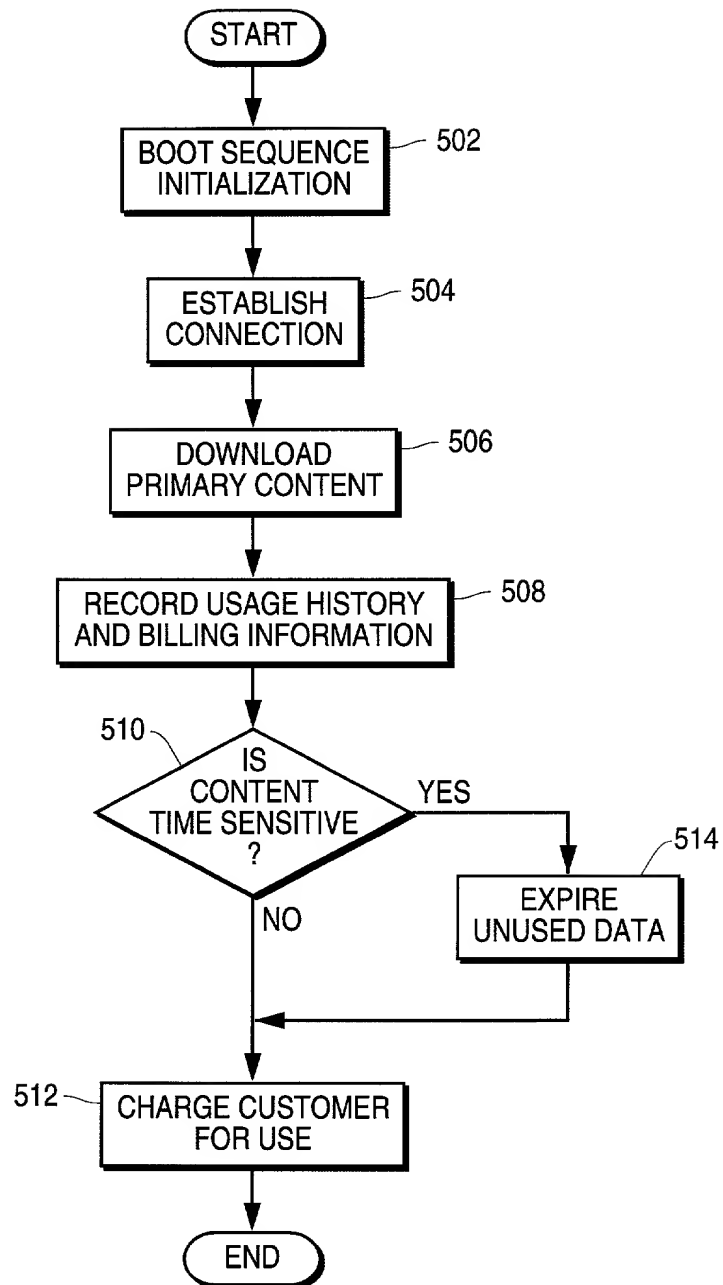 START
BOOT SEQUENCE
INITIALIZATION
502
ESTABLISH
CONNECTION
504
DOWNLOAD
PRIMARY CONTENT
506
RECORD USAGE HISTORY
AND BILLING INFORMATION
508
510
IS
CONTENT
TIME SENSITIVE
?
YES
NO
514
EXPIRE
UNUSED DATA
512
CHARGE CUSTOMER
FOR USE
END